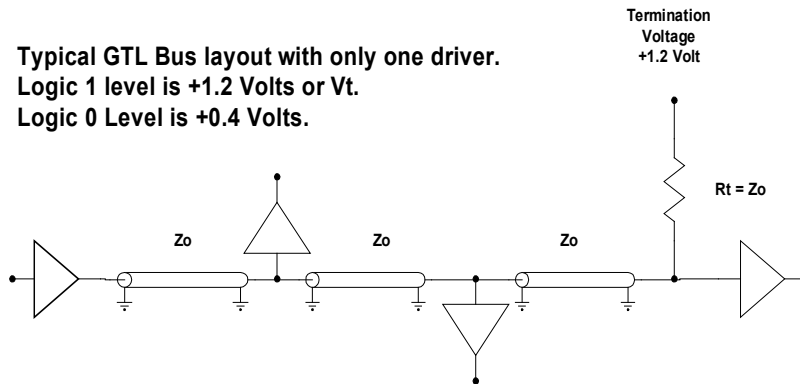 Termination
Voltage
+1.2 Volt
Typical GTL Bus layout with only one driver.
Logic 1 level is +1.2 Volts or Vt.
Logic 0 Level is +0.4 Volts.
Rt = Zo
Zo
Zo
Zo